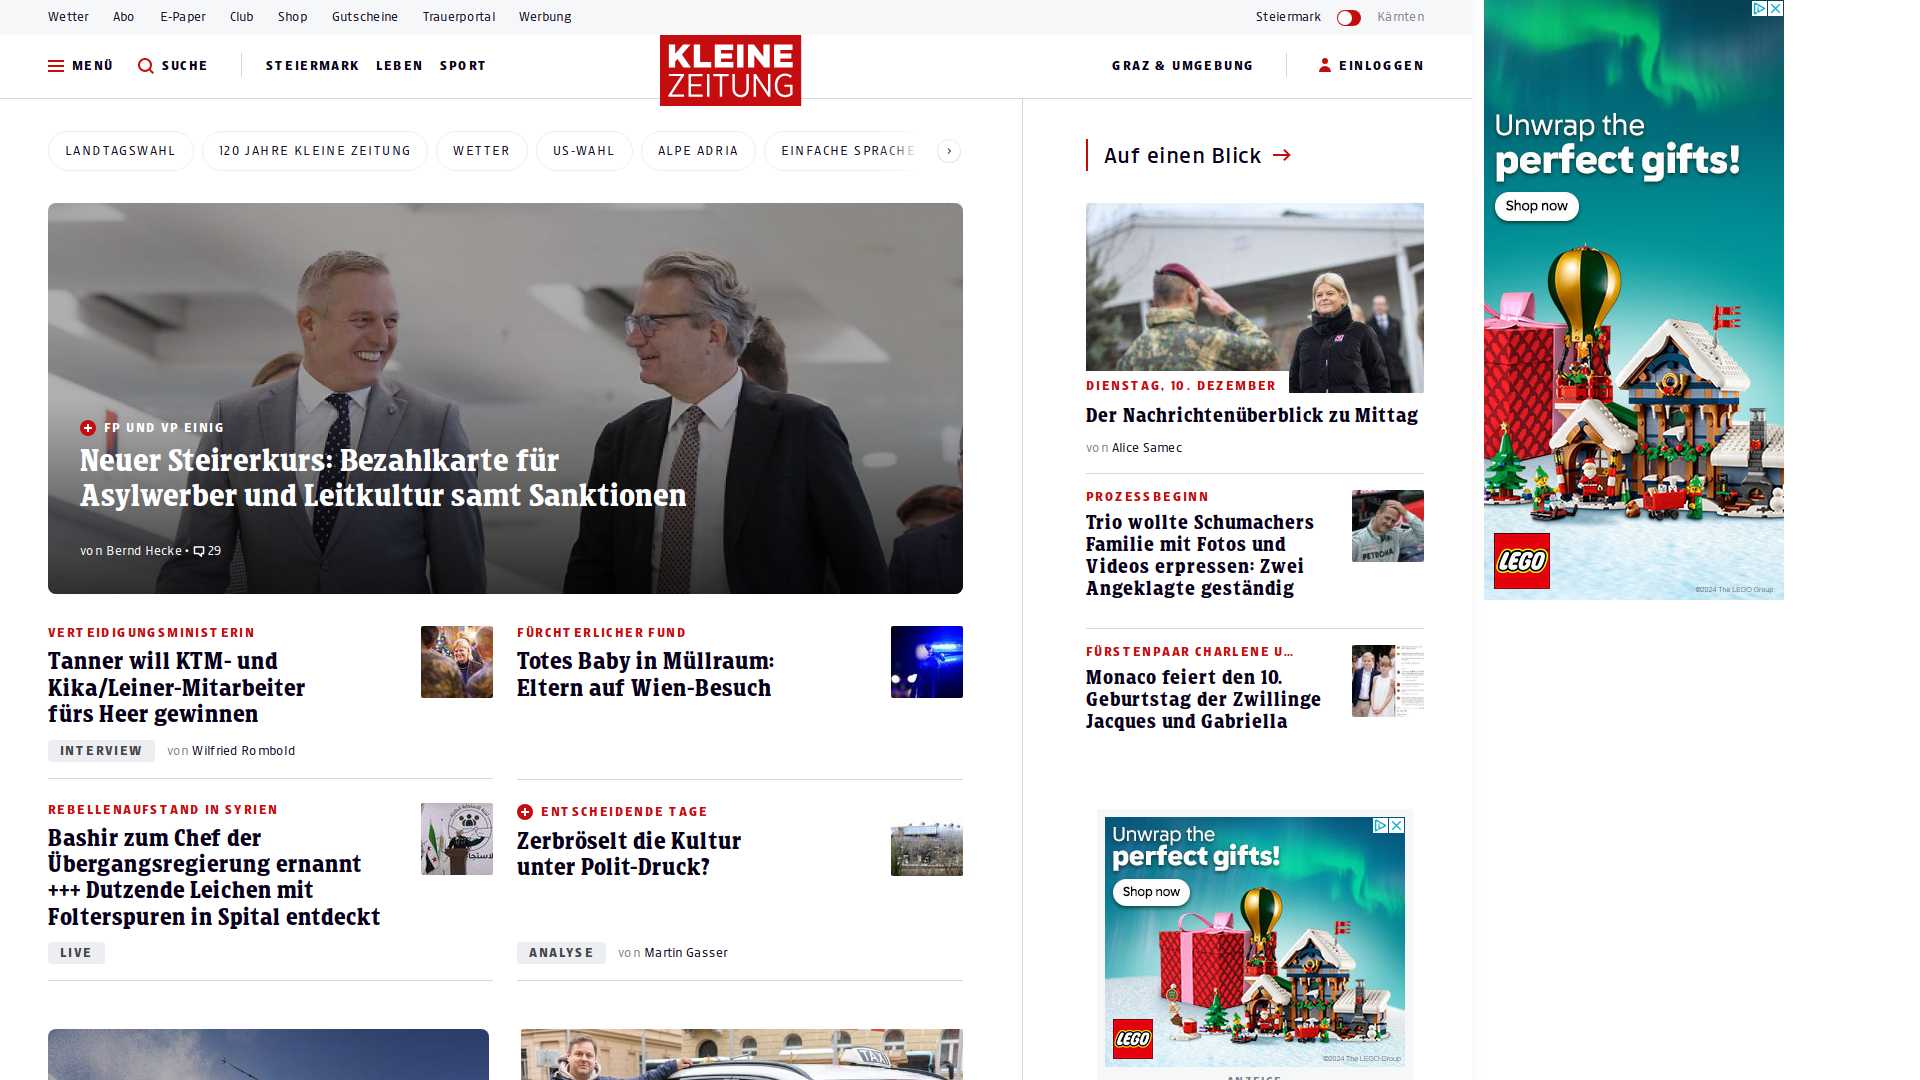 Wetter Abo E-Paper Club Shop Gutscheine Trauerportal Werbung Steiermark Kärnten
MENÜ SUCHE STEIERMARK LEBEN SPORT KLEINE ZEITUNG GRAZ & UMGEBUNG EINLOGGEN
LANDTAGSWAHL 120 JAHRE KLEINE ZEITUNG WETTER US-WAHL ALPE ADRIA EINFACHE SPRACHE
FP UND VP EINIG
Neuer Steirerkurs: Bezahlkarte für
Asylwerber und Leitkultur samt Sanktionen
von Bernd Hecke • 29
VERTEIDIGUNGSMINISTERIN
Tanner will KTM- und
Kika/Leiner-Mitarbeiter
fürs Heer gewinnen
INTERVIEW von Wilfried Rombold
FÜRCHTERLICHER FUND
Totes Baby in Müllraum:
Eltern auf Wien-Besuch
REBELLENAUFSTAND IN SYRIEN
Bashir zum Chef der
Übergangsregierung ernannt
+++ Dutzende Leichen mit
Folterspuren in Spital entdeckt
LIVE
ENTSCHEIDENDE TAGE
Zerbröselt die Kultur
unter Polit-Druck?
ANALYSE von Martin Gasser
TAXI
Auf einen Blick
DIENSTAG, 10. DEZEMBER
Der Nachrichtenüberblick zu Mittag
von Alice Samec
PROZESSBEGINN
Trio wollte Schumachers
Familie mit Fotos und
Videos erpressen: Zwei
Angeklagte geständig
PETRONAS
FÜRSTENPAAR CHARLENE U...
Monaco feiert den 10.
Geburtstag der Zwillinge
Jacques und Gabriella
Unwrap the
perfect gifts!
Shop now
LEGO
©2024 The LEGO Group
ANZEIGE
Unwrap the
perfect gifts!
Shop now
LEGO
©2024 The LEGO Group